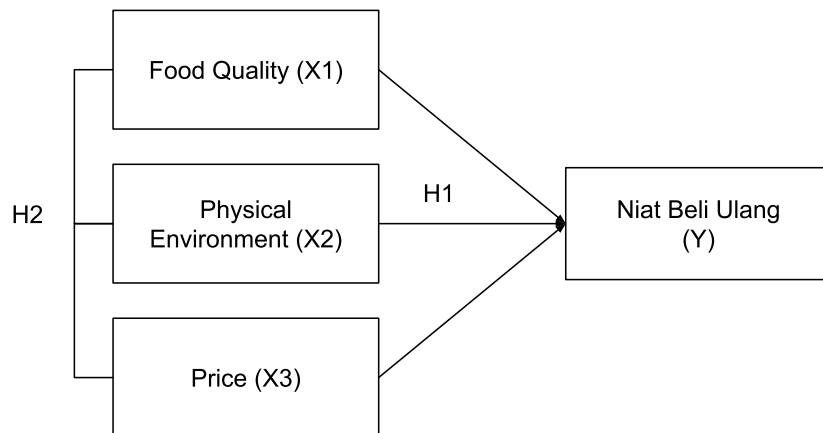 Food Quality (X1)
H2
Physical
Environment (X2)
H1
Niat Beli Ulang
(Y)
Price (X3)